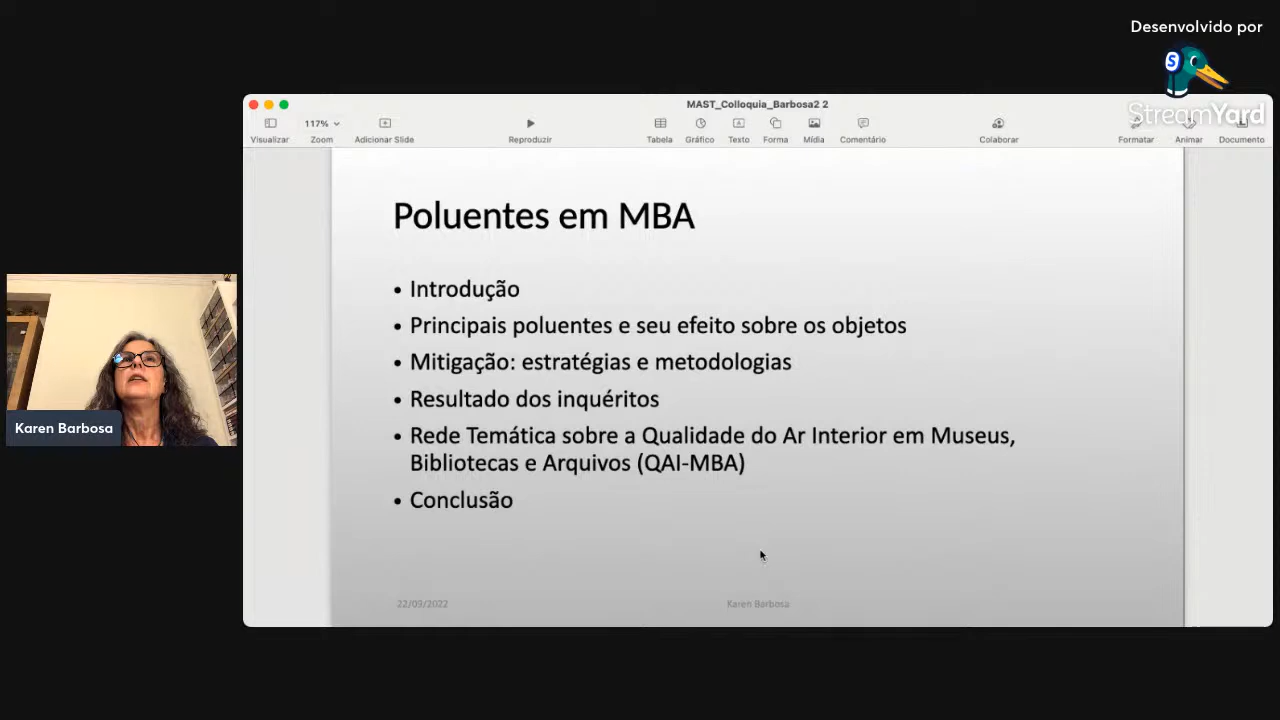 Desenvolvido por
StreamYard
MAST_Colloquia_Barbosa2 2
117%
Visualizar
Zoom
Adicionar Slide
Reproduzir
Tabela
Gráfico
Texto
Forma
Mídia
Comentário
Colaborar
Formatar
Animar
Documento
Poluentes em MBA
• Introdução
• Principais poluentes e seu efeito sobre os objetos
• Mitigação: estratégias e metodologias
• Resultado dos inquéritos
• Rede Temática sobre a Qualidade do Ar Interior em Museus,
Bibliotecas e Arquivos (QAI-MBA)
• Conclusão
22/09/2022
Karen Barbosa
Karen Barbosa